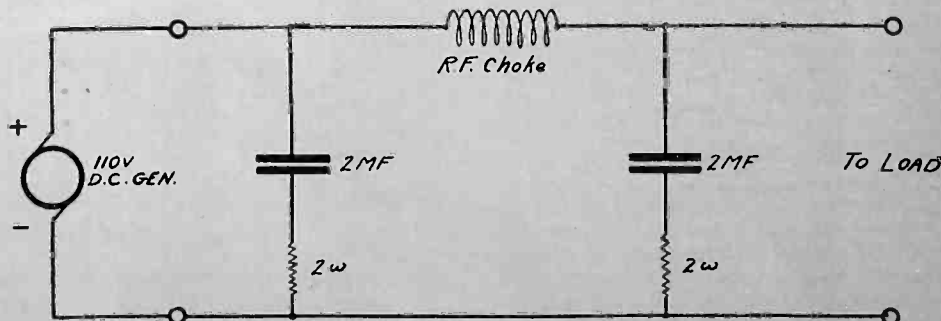 R.F. Choke
+
110V
D.C. GEN.
-
2MF
2MF
TO LOAD
2ω
2ω